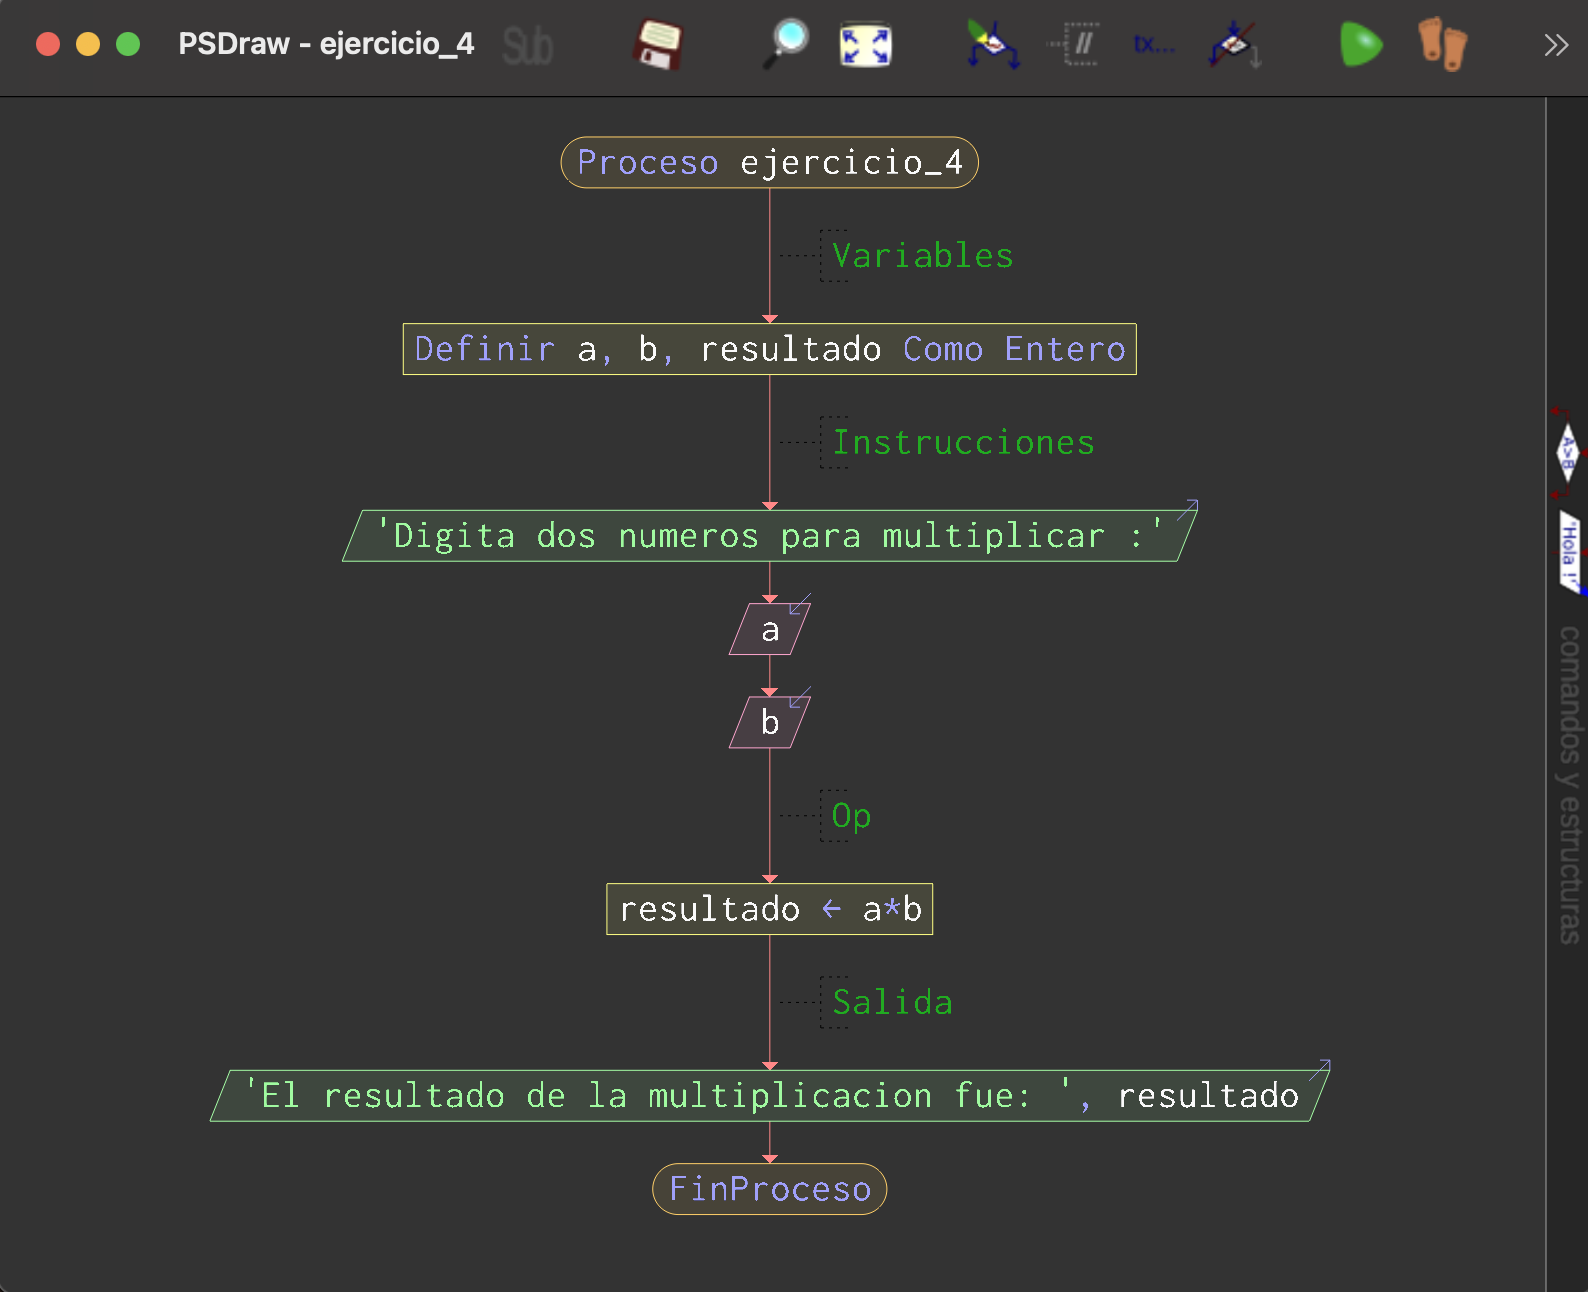 PSDraw - ejercicio_4
Sub
tx...
Proceso ejercicio_4
Variables
Definir a, b, resultado Como Entero
Instrucciones
'Digita dos numeros para multiplicar :'
a
b
Op
resultado ← a*b
Salida
'El resultado de la multiplicacion fue: ', resultado
FinProceso
A>B
"Hola !"
comandos y estructuras